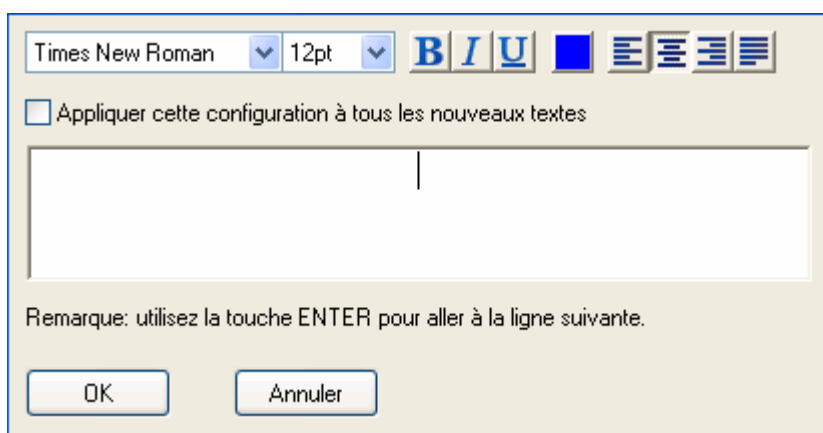 Times New Roman 12pt B I U
Appliquer cette configuration à tous les nouveaux textes
Remarque: utilisez la touche ENTER pour aller à la ligne suivante.
OK Annuler